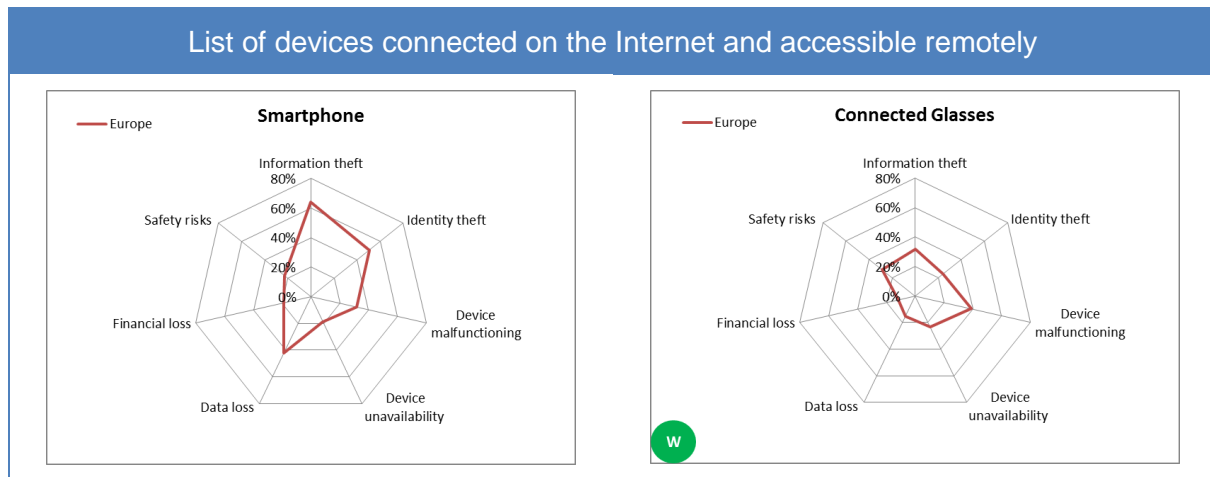 List of devices connected on the Internet and accessible remotely
Smartphone
Europe
Information theft
80%
60%
40%
20%
0%
Identity theft
Device
malfunctioning
Device
unavailability
Data loss
Financial loss
Safety risks
Connected Glasses
Europe
Information theft
80%
60%
40%
20%
0%
Identity theft
Device
malfunctioning
Device
unavailability
Data loss
Financial loss
Safety risks
W